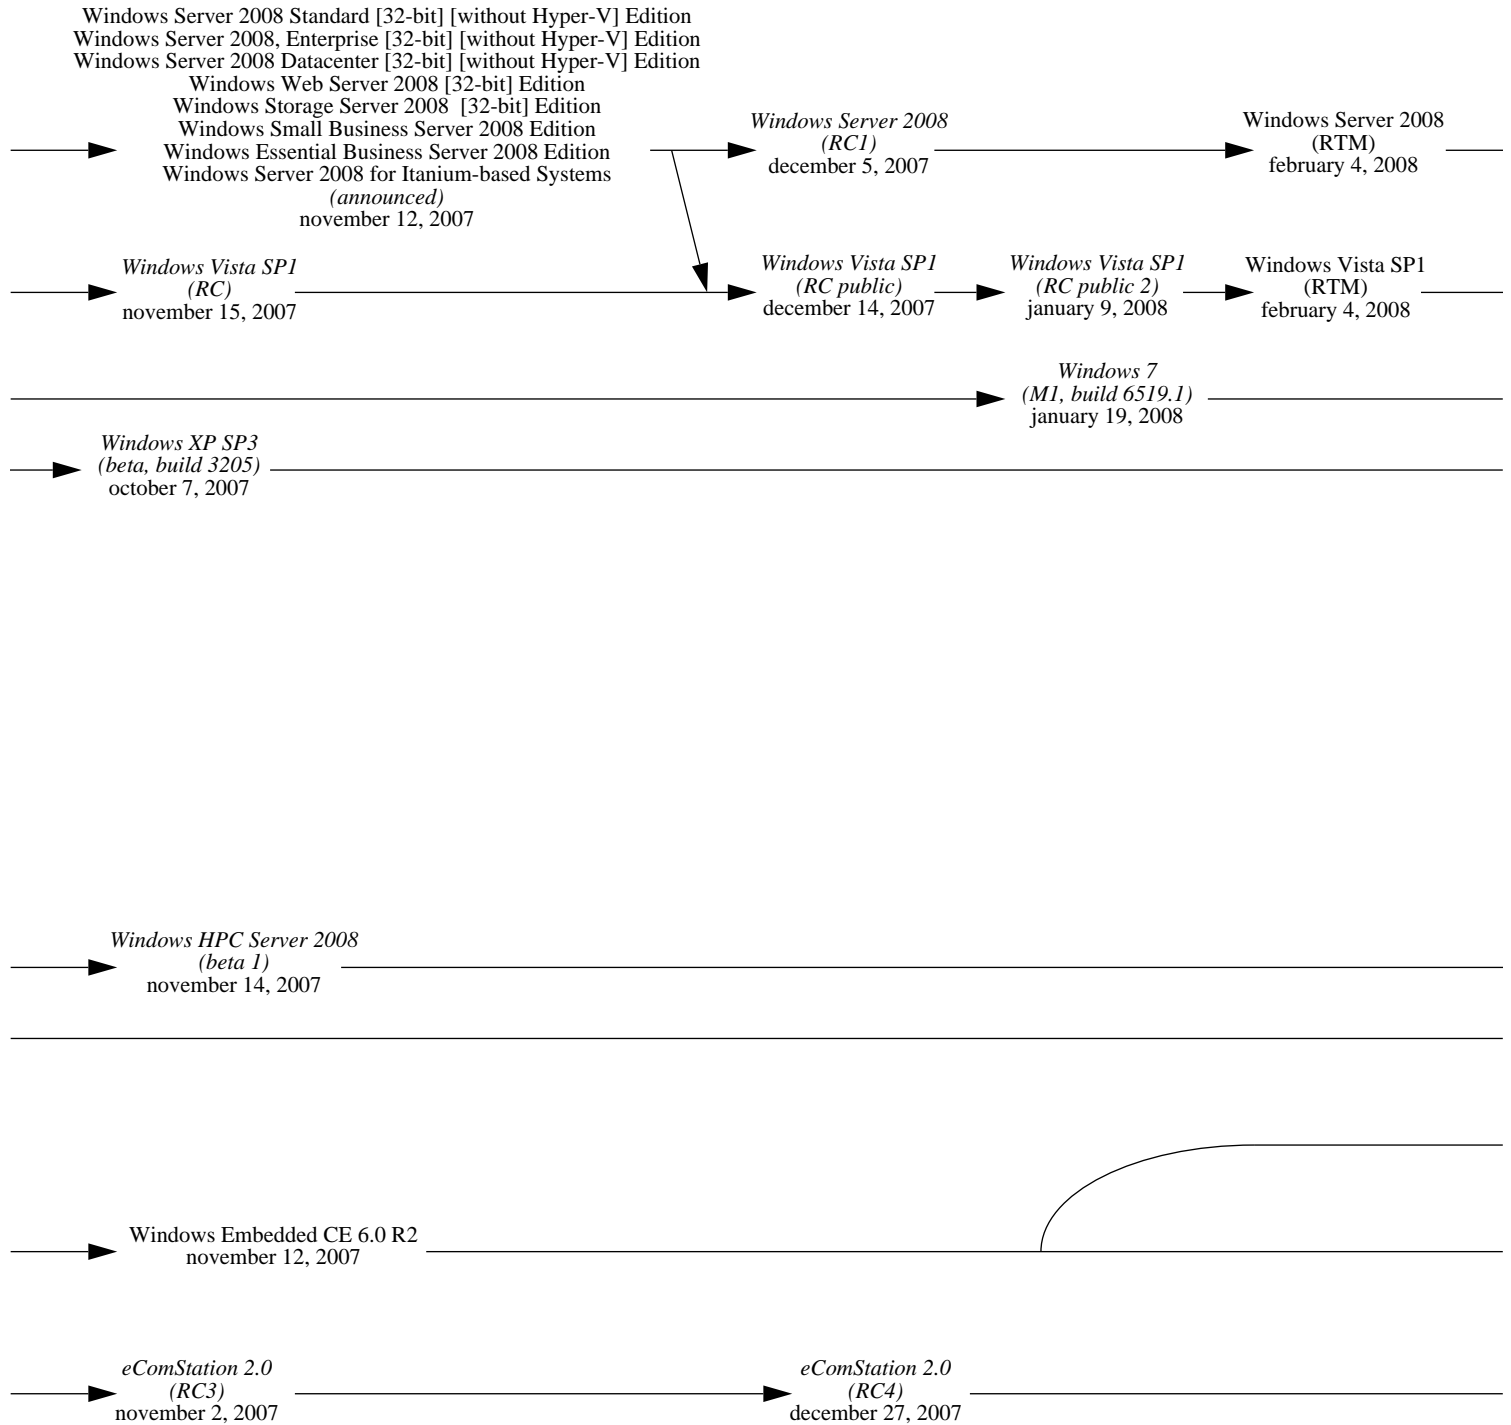 Windows Server 2008 Standard [32-bit] [without Hyper-V] Edition
Windows Server 2008, Enterprise [32-bit] [without Hyper-V] Edition
Windows Server 2008 Datacenter [32-bit] [without Hyper-V] Edition
Windows Web Server 2008 [32-bit] Edition
Windows Storage Server 2008  [32-bit] Edition
Windows Small Business Server 2008 Edition
Windows Essential Business Server 2008 Edition
Windows Server 2008 for Itanium-based Systems
(announced)
november 12, 2007
Windows Server 2008
(RC1)
december 5, 2007
Windows Server 2008
(RTM)
february 4, 2008
Windows Vista SP1
(RC)
november 15, 2007
Windows Vista SP1
(RC public)
december 14, 2007
Windows Vista SP1
(RC public 2)
january 9, 2008
Windows Vista SP1
(RTM)
february 4, 2008
Windows 7
(M1, build 6519.1)
january 19, 2008
Windows XP SP3
(beta, build 3205)
october 7, 2007
Windows HPC Server 2008
(beta 1)
november 14, 2007
Windows Embedded CE 6.0 R2
november 12, 2007
eComStation 2.0
(RC3)
november 2, 2007
eComStation 2.0
(RC4)
december 27, 2007